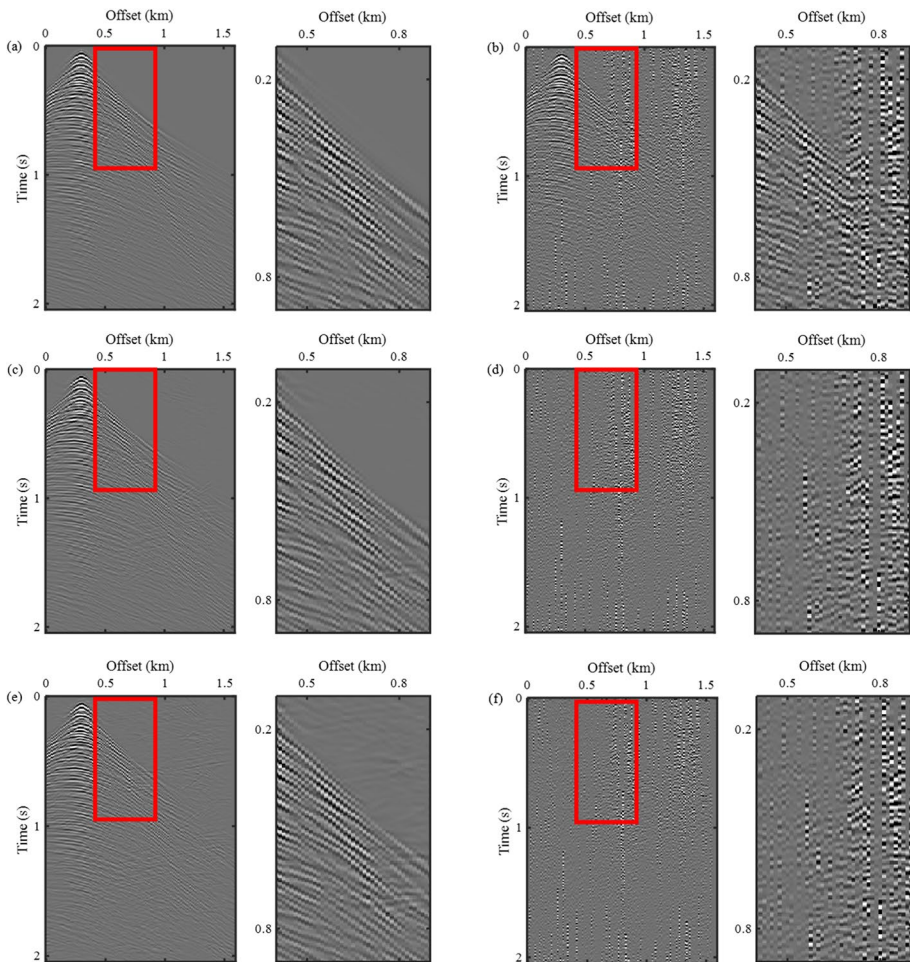 Offset (km) Offset (km) Offset (km) Offset (km)
(a) 0 0.5 1 1.5 0.5 0.8 (b) 0 0.5 1 1.5 0.5 0.8
Time (s) 0 1 2 0.2 0.8 Time (s) 0 1 2 0.2 0.8
Offset (km) Offset (km) Offset (km) Offset (km)
(c) 0 0.5 1 1.5 0.5 0.8 (d) 0 0.5 1 1.5 0.5 0.8
Time (s) 0 1 2 0.2 0.8 Time (s) 0 1 2 0.2 0.8
Offset (km) Offset (km) Offset (km) Offset (km)
(e) 0 0.5 1 1.5 0.5 0.8 (f) 0 0.5 1 1.5 0.5 0.8
Time (s) 0 1 2 0.2 0.8 Time (s) 0 1 2 0.2 0.8